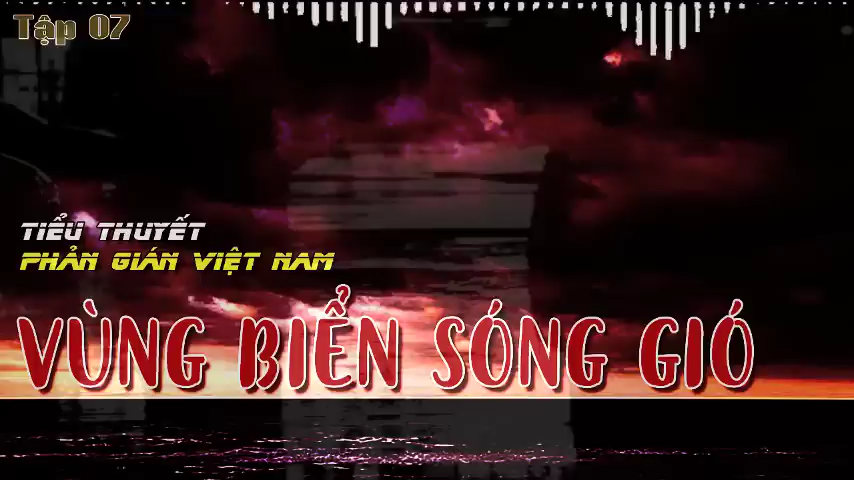 Tập 07
TIỂU THUYẾT
PHẢN GIÁN VIỆT NAM
VÙNG BIỂN SÓNG GIÓ